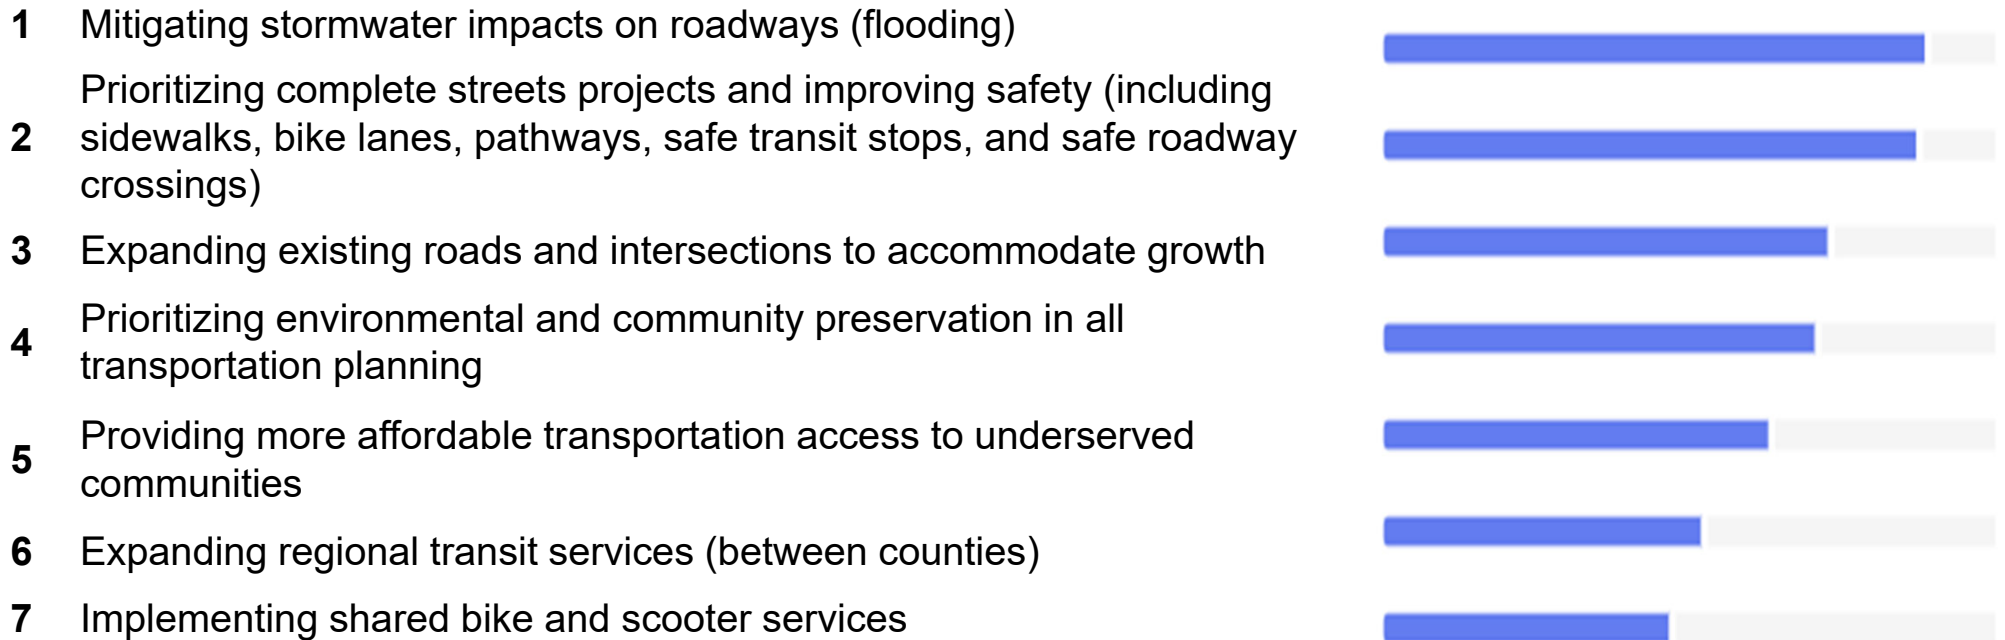 1 Mitigating stormwater impacts on roadways (flooding)
Prioritizing complete streets projects and improving safety (including
2 sidewalks, bike lanes, pathways, safe transit stops, and safe roadway
crossings)
3 Expanding existing roads and intersections to accommodate growth
4 Prioritizing environmental and community preservation in all
transportation planning
5 Providing more affordable transportation access to underserved
communities
6 Expanding regional transit services (between counties)
7 Implementing shared bike and scooter services